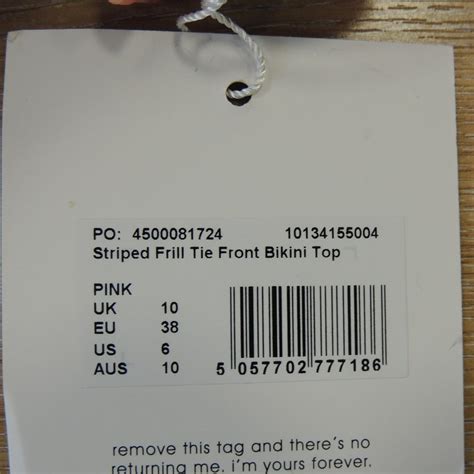 PO: 4500081724 10134155004
Striped Frill Tie Front Bikini Top
PINK
UK 10
EU 38
US 6
AUS 10
5 057702 777186
remove this tag and there's no
returning me. i'm yours forever.